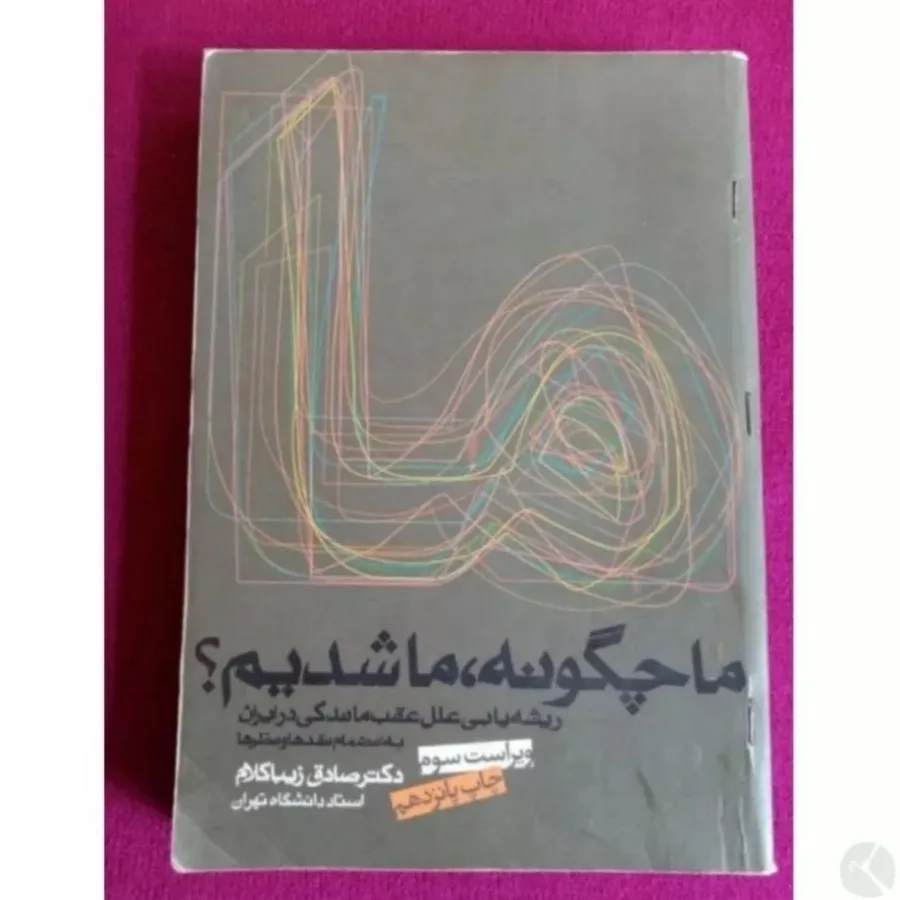 ما
ما چگونه، ما شدیم؟
ریشه‌یابی علل عقب‌ماندگی در ایران
به انضمام نقدها و نظرها
ویراست سوم
چاپ پانزدهم
دکتر صادق زیباکلام
استاد دانشگاه تهران